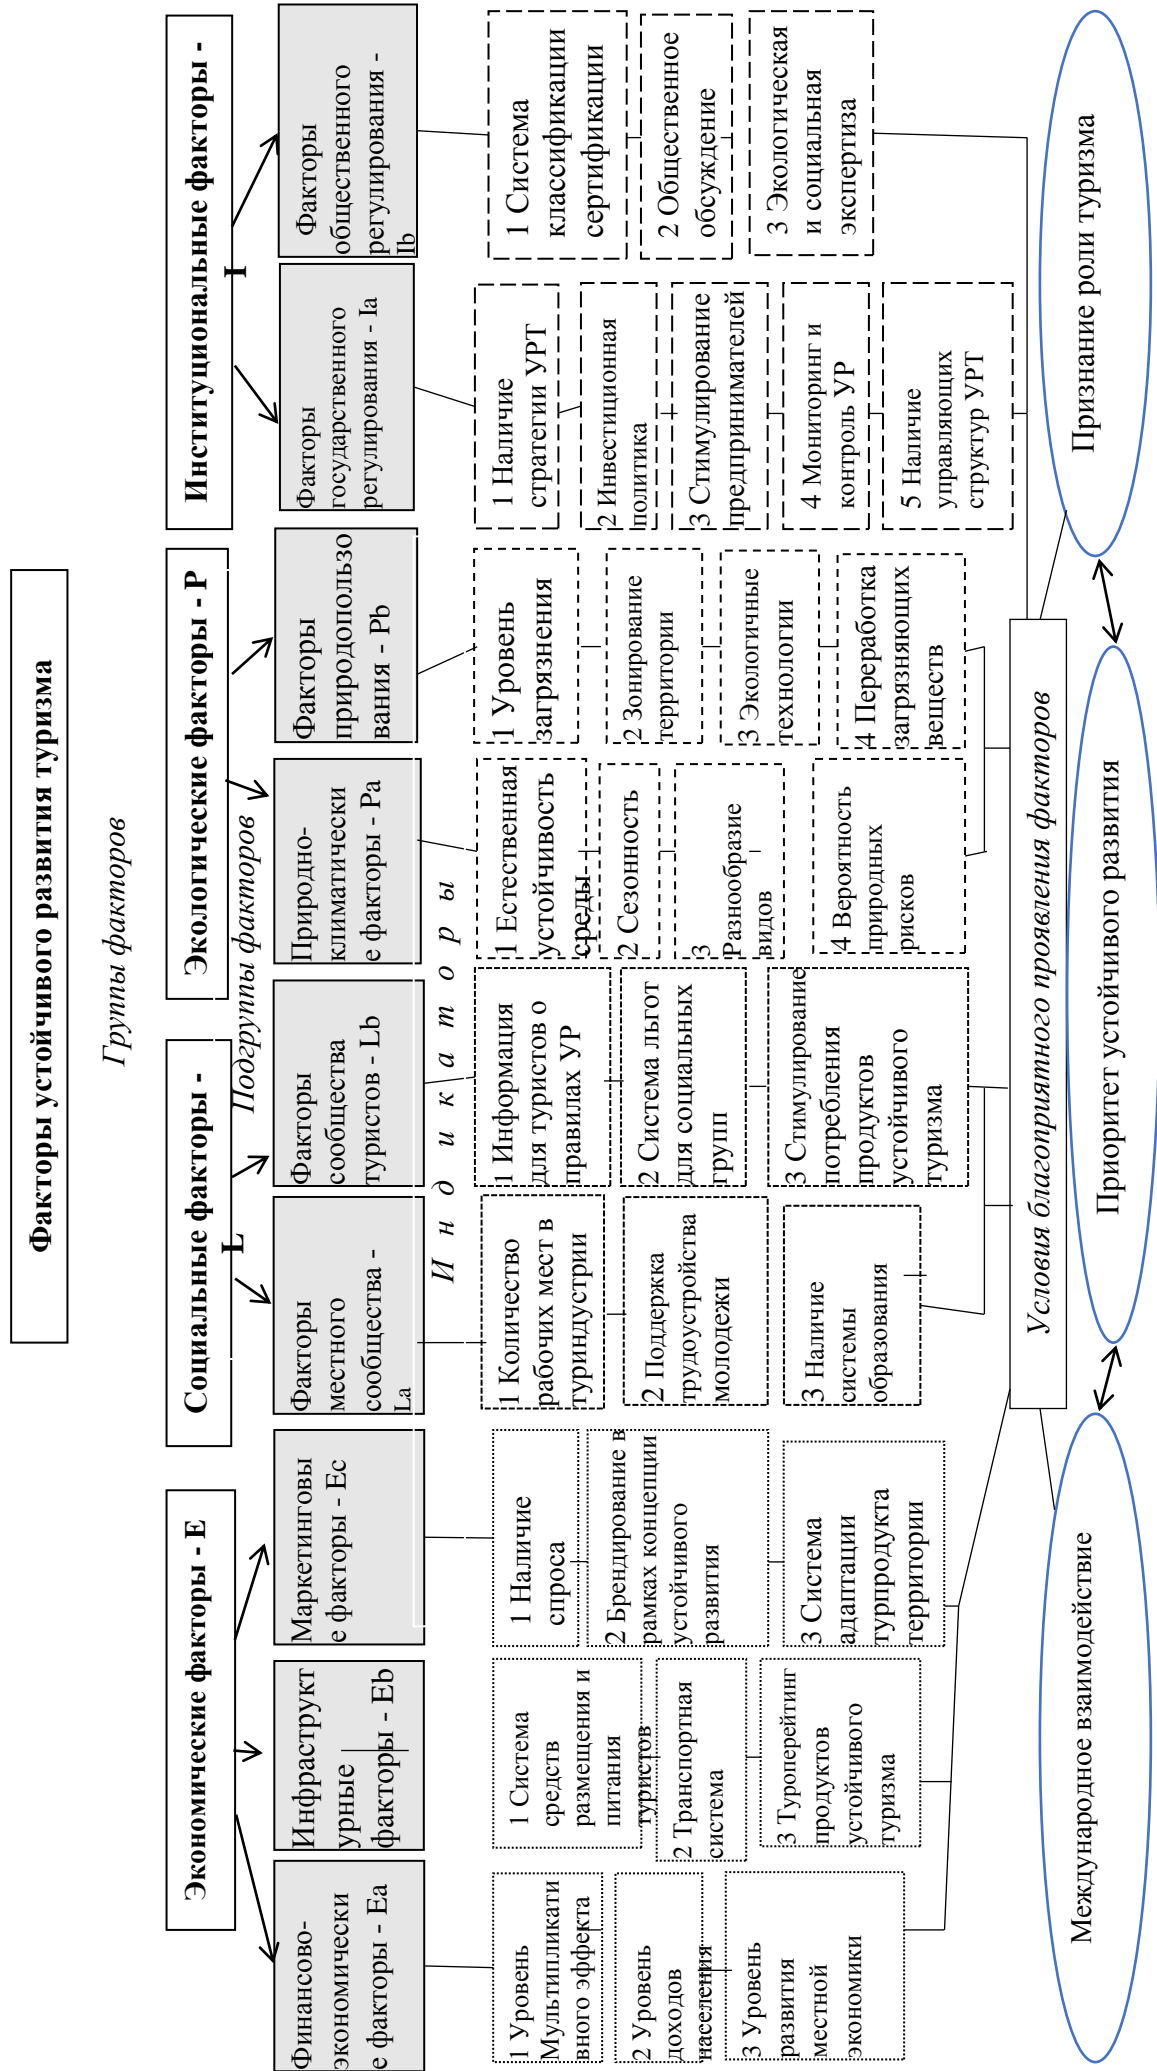 Факторы устойчивого развития туризма
Группы факторов
Экономические факторы - Е
Социальные факторы -
L
Экологические факторы - Р
Институциональные факторы -
I
Подгруппы факторов
Финансово-
экономически
е факторы - Еа
Инфраструкт
урные
факторы - Eb
Маркетинговы
е факторы - Ес
Факторы
местного
сообщества -
La
Факторы
сообщества
туристов - Lb
Природно-
климатически
е факторы - Ра
Факторы
природопользо
вания - Pb
Факторы
государственного
регулирования - Ia
Факторы
общественного
регулирования -
Ib
Индикаторы
1 Уровень
Мультипликати
вного эффекта
2 Уровень
доходов
населения
3 Уровень
развития
местной
экономики
1 Система
средств
размещения и
питания
туристов
2 Транспортная
система
3 Туроперейтинг
продуктов
устойчивого
туризма
1 Наличие
спроса
2 Брендирование в
рамках концепции
устойчивого
развития
3 Система
адаптации
турпродукта
территории
1 Количество
рабочих мест в
туриндустрии
2 Поддержка
трудоустройства
молодежи
3 Наличие
системы
образования
1 Информация
для туристов о
правилах УР
2 Система льгот
для социальных
групп
3 Стимулирование
потребления
продуктов
устойчивого
туризма
1 Естественная
устойчивость
среды
2 Сезонность
3
Разнообразие
видов
4 Вероятность
природных
рисков
1 Уровень
загрязнения
2 Зонирование
территории
3 Экологичные
технологии
4 Переработка
загрязняющих
веществ
1 Наличие
стратегии УРТ
2 Инвестиционная
политика
3 Стимулирование
предпринимателей
4 Мониторинг и
контроль УР
5 Наличие
управляющих
структур УРТ
1 Система
классификации
сертификации
2 Общественное
обсуждение
3 Экологическая
и социальная
экспертиза
Условия благоприятного проявления факторов
Международное взаимодействие
Приоритет устойчивого развития
Признание роли туризма